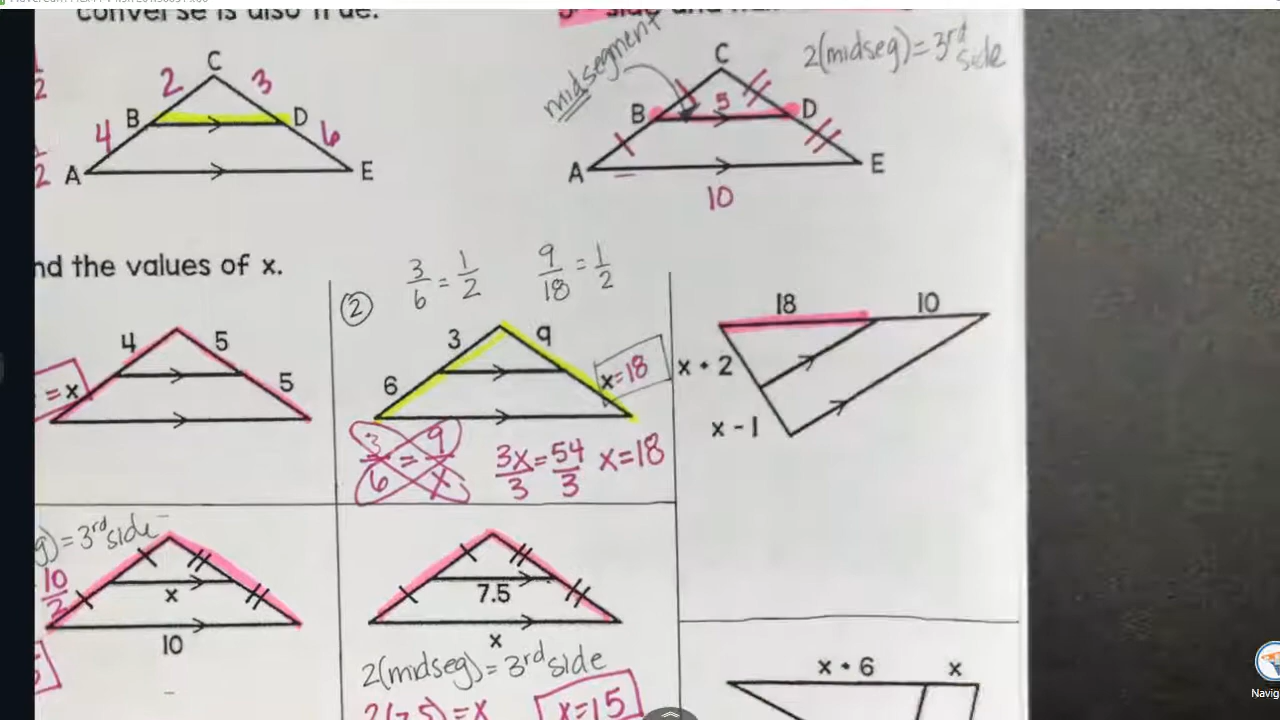 converse is also true.
C
2
3
B
D
4
6
A
E
midsegment
C
2(midseg)=3rd side
5
B
D
A
E
10
nd the values of x.
3/6 = 1/2
9/18 = 1/2
4
5
5
= x
②
3
9
6
x=18
3/6 = 9/x
3x/3 = 54/3 x=18
18
10
x + 2
x - 1
g)=3rd side
10/2
x
10
7.5
x
2(midseg)=3rd side
2(7.5)=x
x=15
x + 6
x
Navig